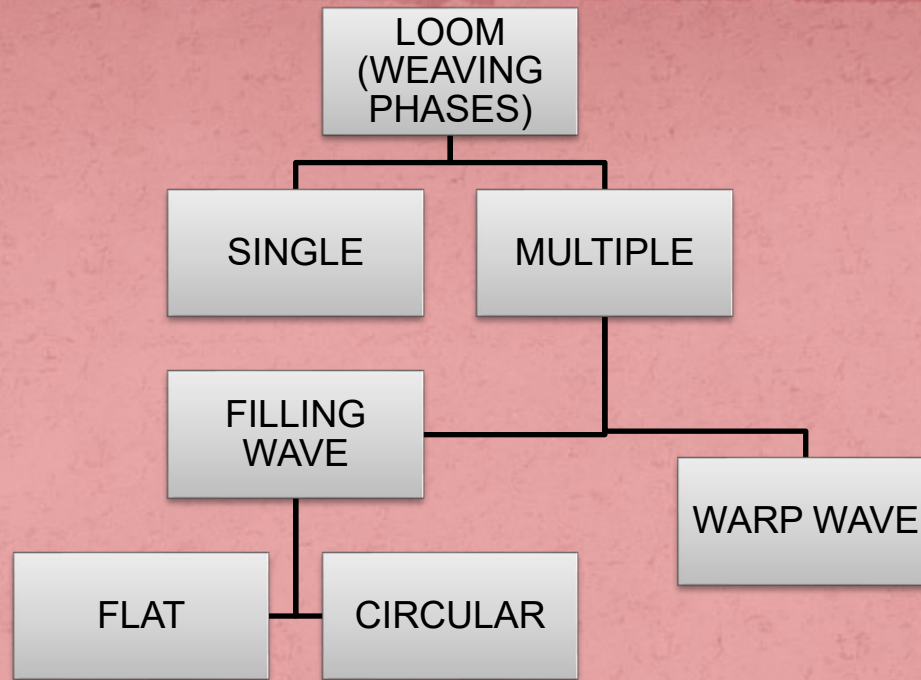 LOOM
(WEAVING
PHASES)
SINGLE
MULTIPLE
FILLING
WAVE
WARP WAVE
FLAT
CIRCULAR